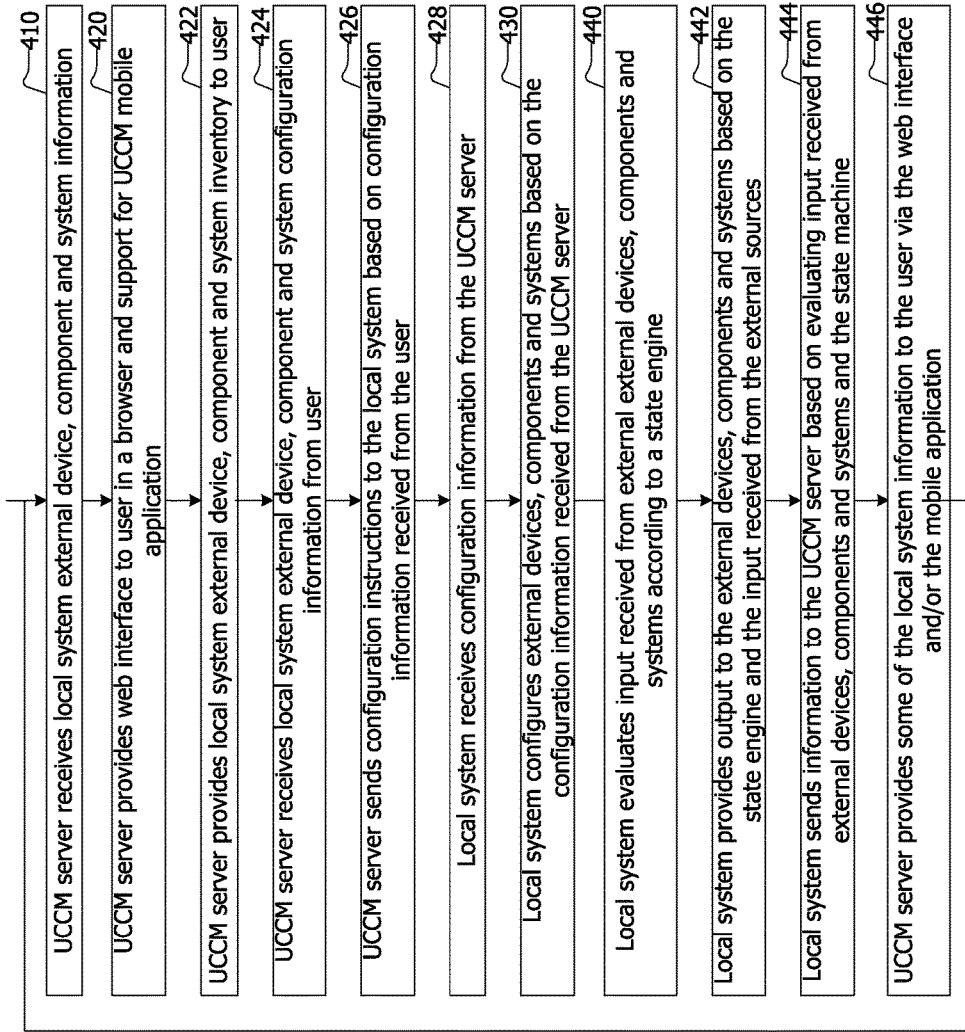 410
UCCM server receives local system external device, component and system information
420
UCCM server provides web interface to user in a browser and support for UCCM mobile
application
422
UCCM server provides local system external device, component and system inventory to user
424
UCCM server receives local system external device, component and system configuration
information from user
426
UCCM server sends configuration instructions to the local system based on configuration
information received from the user
428
Local system receives configuration information from the UCCM server
430
Local system configures external devices, components and systems based on the
configuration information received from the UCCM server
440
Local system evaluates input received from external devices, components and
systems according to a state engine
442
Local system provides output to the external devices, components and systems based on the
state engine and the input received from the external sources
444
Local system sends information to the UCCM server based on evaluating input received from
external devices, components and systems and the state machine
446
UCCM server provides some of the local system information to the user via the web interface
and/or the mobile application